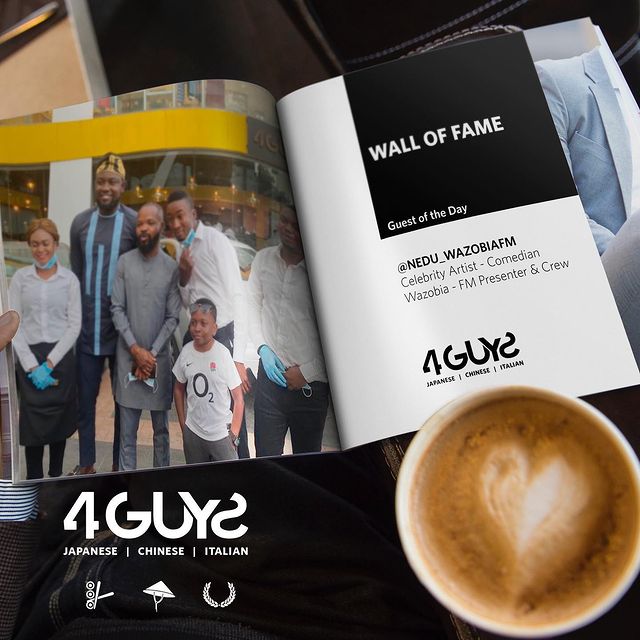 4G
WALL OF FAME
Guest of the Day
@NEDU_WAZOBIAFM
Celebrity Artist - Comedian
Wazobia - FM Presenter & Crew
4GUYS
JAPANESE | CHINESE | ITALIAN
O2
4GUYS
JAPANESE | CHINESE | ITALIAN